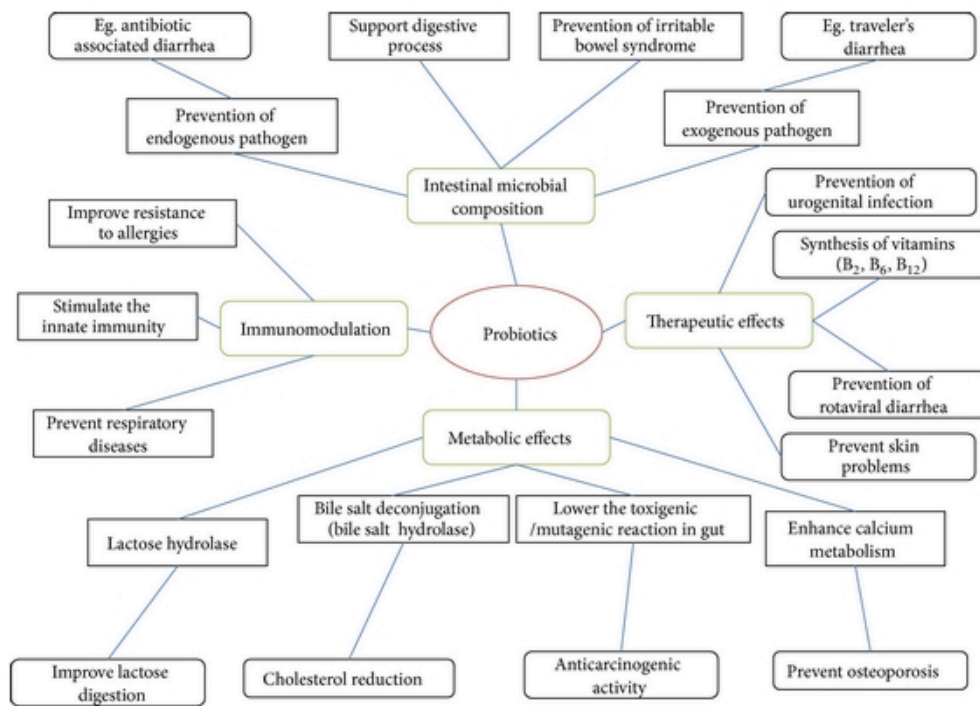 Eg. antibiotic
associated diarrhea
Support digestive
process
Prevention of irritable
bowel syndrome
Eg. traveler's
diarrhea
Prevention of
endogenous pathogen
Prevention of
exogenous pathogen
Intestinal microbial
composition
Improve resistance
to allergies
Stimulate the
innate immunity
Prevent respiratory
diseases
Immunomodulation
Probiotics
Therapeutic effects
Prevention of
urogenital infection
Synthesis of vitamins
(B₂, B₆, B₁₂)
Prevention of
rotaviral diarrhea
Prevent skin
problems
Metabolic effects
Lactose hydrolase
Bile salt deconjugation
(bile salt hydrolase)
Lower the toxigenic
/mutagenic reaction in gut
Enhance calcium
metabolism
Improve lactose
digestion
Cholesterol reduction
Anticarcinogenic
activity
Prevent osteoporosis